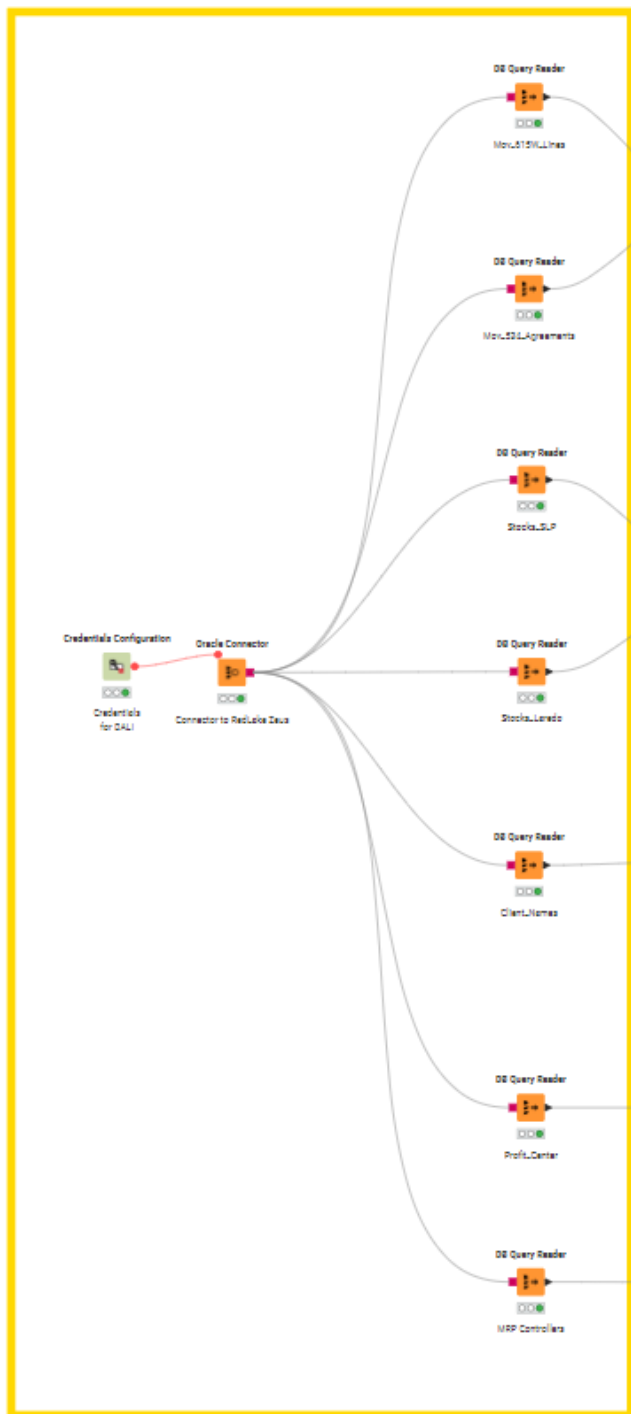 DB Query Reader
DB Query Reader
Mov_53A_Agreements
DB Query Reader
Stocks_SLP
Credentials Configuration
Oracle Connector
DB Query Reader
Credentials
for DALI
Connector to RedLake Zeus
Stocks_Laredo
DB Query Reader
Client_Names
DB Query Reader
Profit_Center
DB Query Reader
MRP Controllers